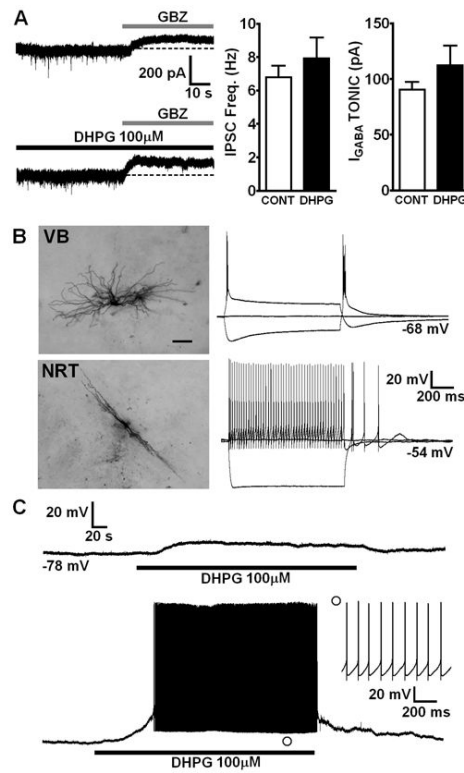 A
GBZ
200 pA
10 s
GBZ
DHPG 100µM
IPSC Freq. (Hz)
10
8
6
4
2
0
CONT DHPG
I GABA TONIC (pA)
150
100
50
0
CONT DHPG
B
VB
-68 mV
NRT
20 mV
200 ms
-54 mV
C
20 mV
20 s
-78 mV
DHPG 100µM
20 mV
200 ms
DHPG 100µM